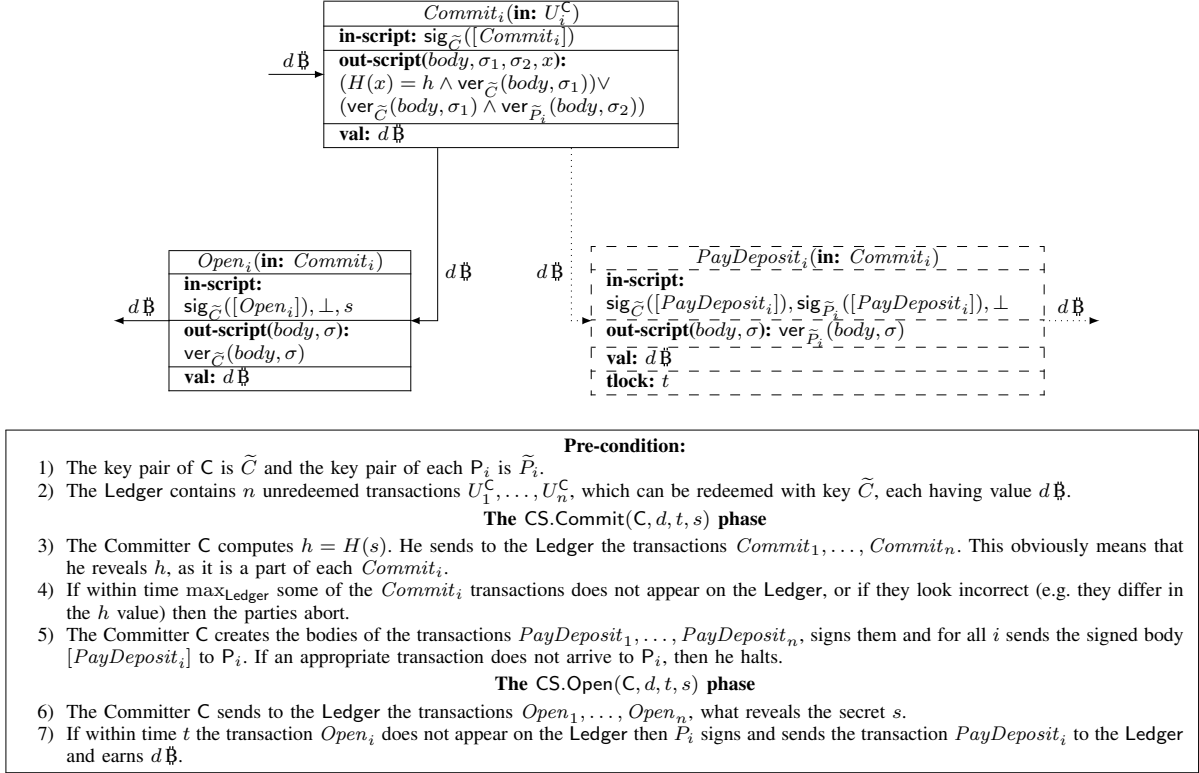 Commit_i(in: U_i^C)
in-script: sig_C̃([Commit_i])
d ₿
out-script(body, σ₁, σ₂, x):
(H(x) = h ∧ ver_C̃(body, σ₁))∨
(ver_C̃(body, σ₁) ∧ ver_P̃_i(body, σ₂))
val: d ₿
d ₿
d ₿
Open_i(in: Commit_i)
in-script:
sig_C̃([Open_i]), ⊥, s
d ₿
out-script(body, σ):
ver_C̃(body, σ)
val: d ₿
PayDeposit_i(in: Commit_i)
in-script:
sig_C̃([PayDeposit_i]), sig_P̃_i([PayDeposit_i]), ⊥
d ₿
out-script(body, σ): ver_P̃_i(body, σ)
val: d ₿
tlock: t
Pre-condition:
1) The key pair of C is C̃ and the key pair of each P_i is P̃_i.
2) The Ledger contains n unredeemed transactions U_1^C, . . . , U_n^C, which can be redeemed with key C̃, each having value d ₿.
The CS.Commit(C, d, t, s) phase
3) The Committer C computes h = H(s). He sends to the Ledger the transactions Commit_1, . . . , Commit_n. This obviously means that
he reveals h, as it is a part of each Commit_i.
4) If within time max_Ledger some of the Commit_i transactions does not appear on the Ledger, or if they look incorrect (e.g. they differ in
the h value) then the parties abort.
5) The Committer C creates the bodies of the transactions PayDeposit_1, . . . , PayDeposit_n, signs them and for all i sends the signed body
[PayDeposit_i] to P_i. If an appropriate transaction does not arrive to P_i, then he halts.
The CS.Open(C, d, t, s) phase
6) The Committer C sends to the Ledger the transactions Open_1, . . . , Open_n, what reveals the secret s.
7) If within time t the transaction Open_i does not appear on the Ledger then P_i signs and sends the transaction PayDeposit_i to the Ledger
and earns d ₿.